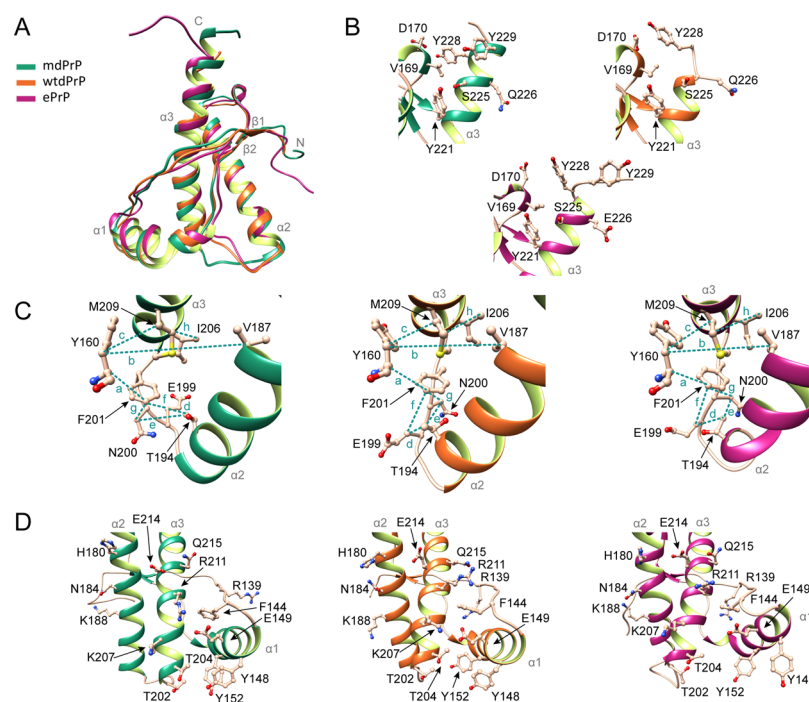 A
C
mdPrP
wtdPrP
ePrP
α3
β1
β2
N
α1
α2
B
D170
Y228
Y229
V169
S225
Q226
Y221
α3
D170
Y228
V169
S225
Q226
Y221
α3
D170
Y228
Y229
V169
S225
E226
Y221
α3
C
α3
M209
h
I206
V187
Y160
c
b
a
E199
F201
f
d
g
e
N200
T194
α2
α3
M209
h
I206
V187
Y160
c
b
a
F201
g
N200
f
e
E199
d
T194
α2
M209
h
I206
V187
Y160
c
b
a
N200
F201
g
e
E199
d
T194
α2
D
α2
E214
α3
H180
Q215
R211
N184
R139
K188
F144
E149
K207
α1
T204
T202
Y148
Y152
α2
E214
α3
H180
Q215
R211
R139
N184
F144
K188
E149
K207
α1
T202
T204
Y152
Y148
α3
E214
α2
Q215
H180
R211
R139
N184
F144
E149
K188
α1
K207
T204
T202
Y152
Y14